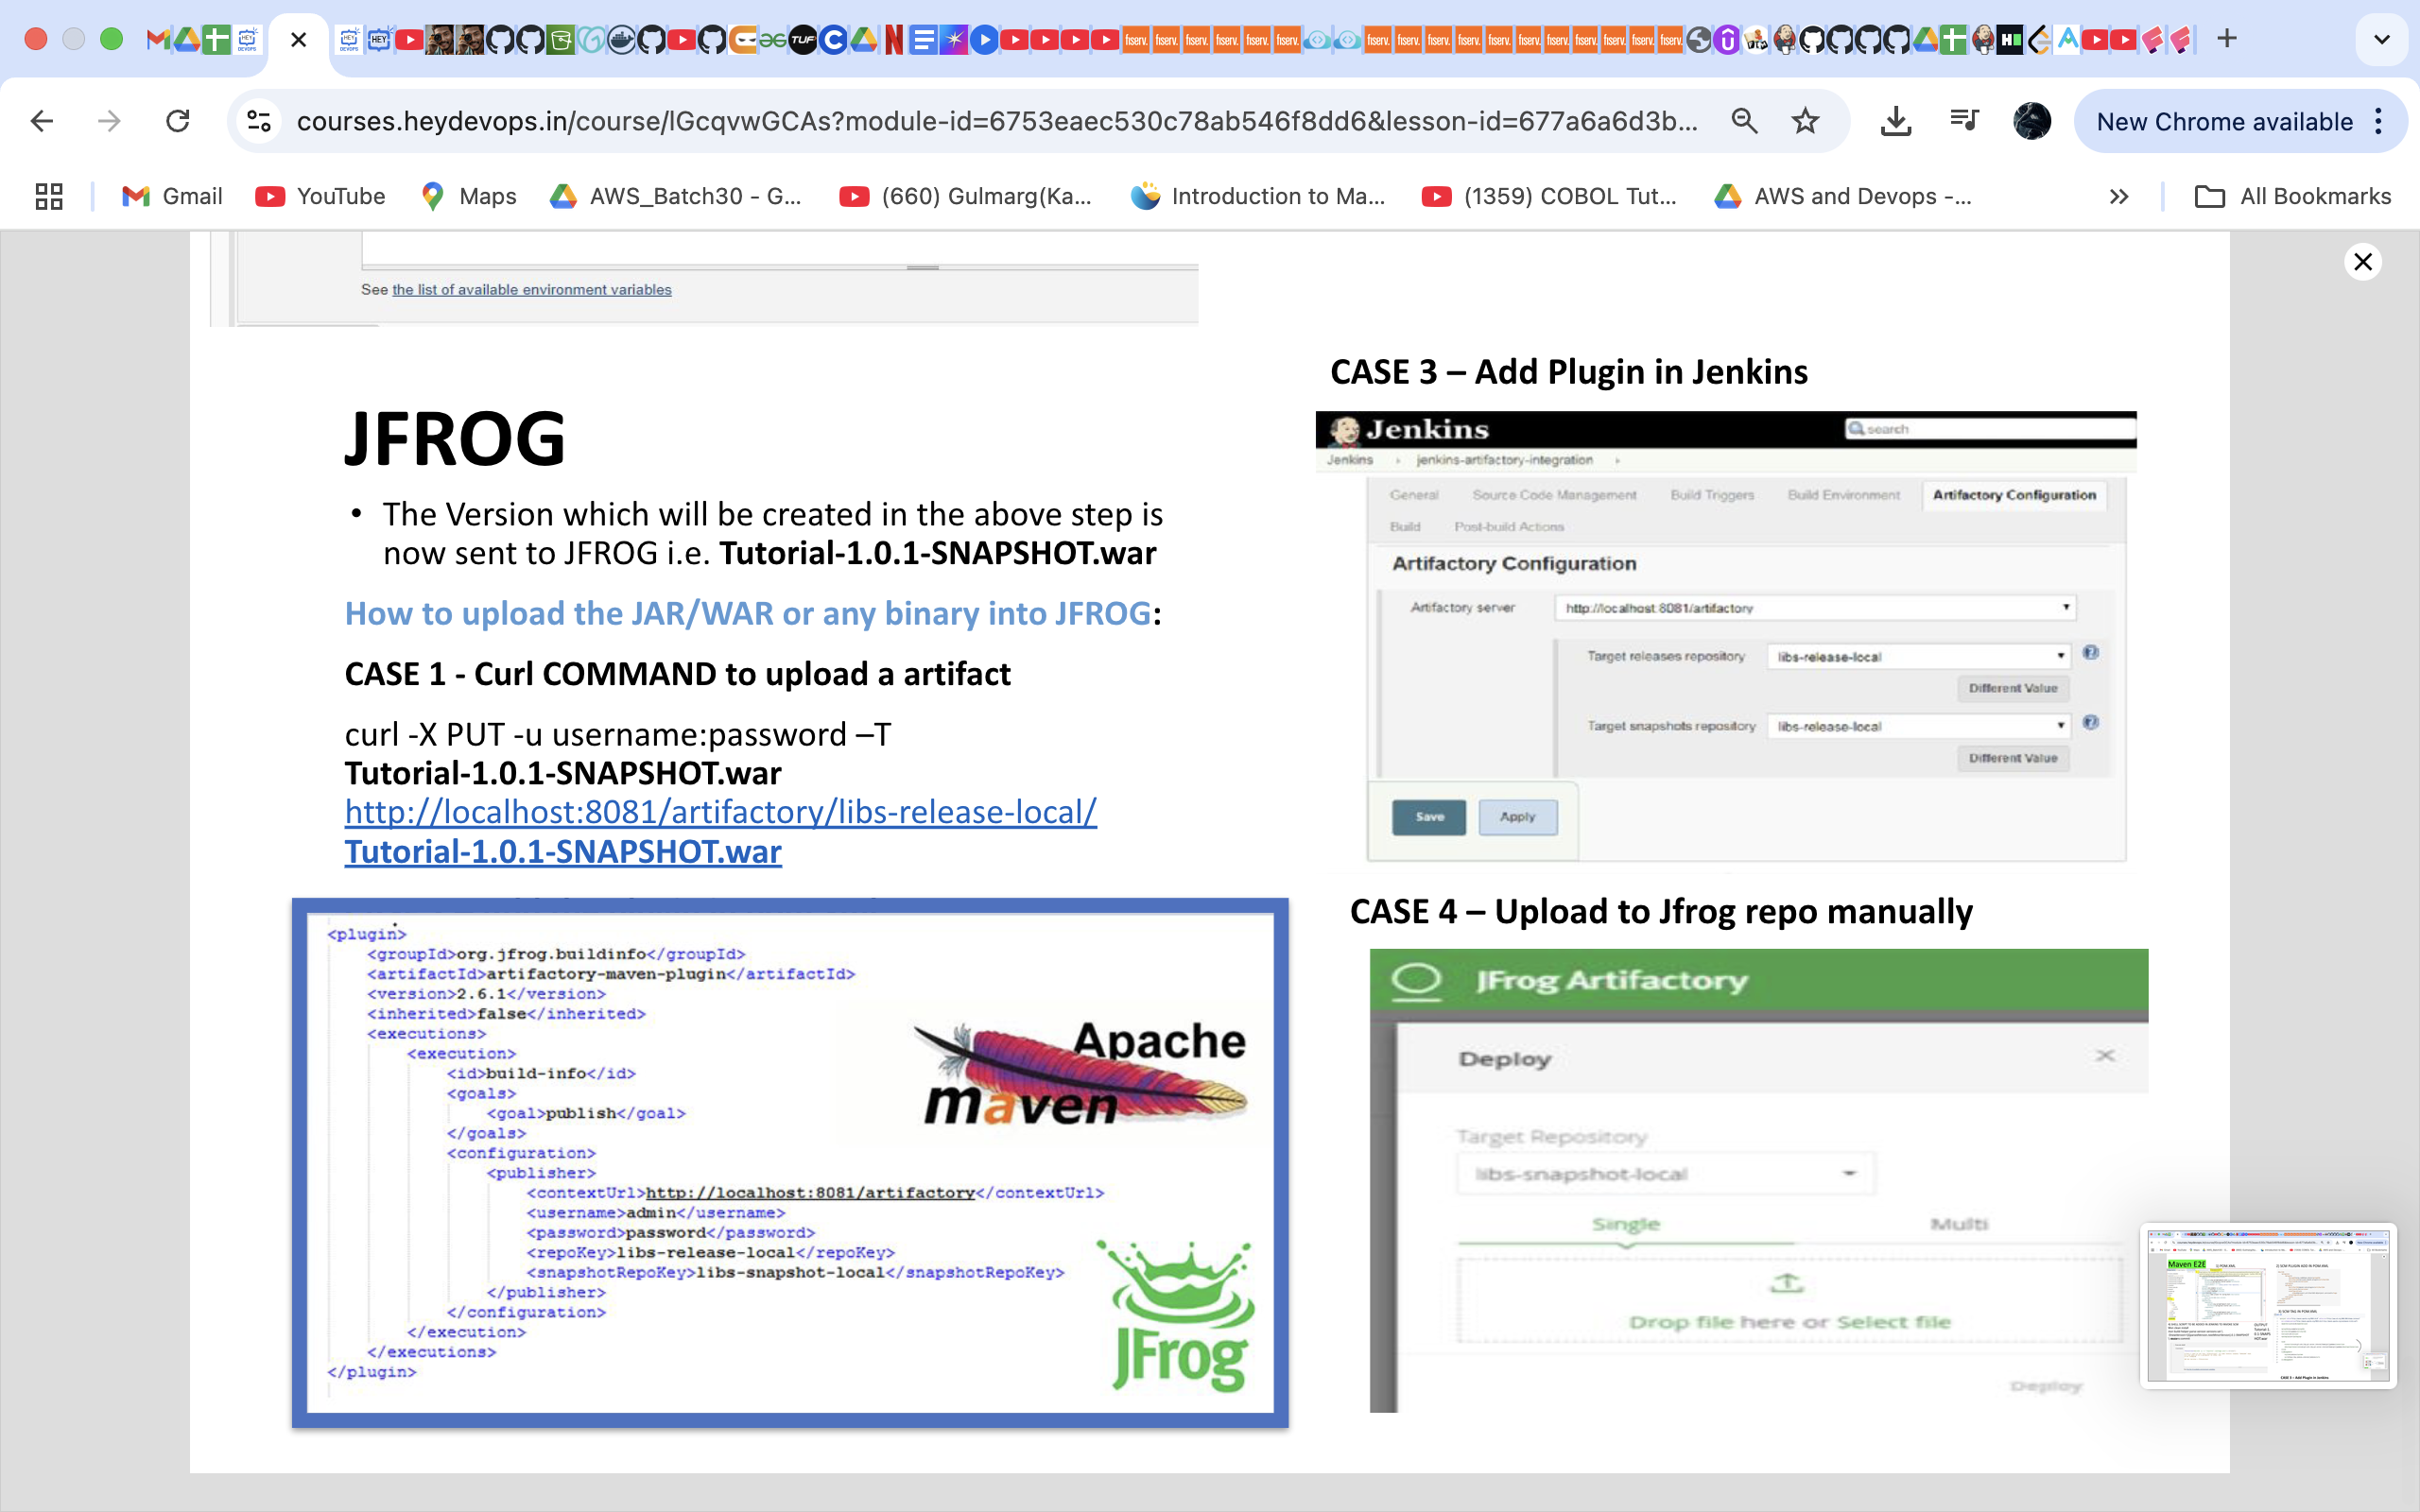 courses.heydevops.in/course/lGcqvwGCAs?module-id=6753eaec530c78ab546f8dd6&lesson-id=677a6a6d3b...
New Chrome available
Gmail
YouTube
Maps
AWS_Batch30 - G...
(660) Gulmarg(Ka...
Introduction to Ma...
(1359) COBOL Tut...
AWS and Devops -...
All Bookmarks
See the list of available environment variables
JFROG
• The Version which will be created in the above step is
now sent to JFROG i.e. Tutorial-1.0.1-SNAPSHOT.war
How to upload the JAR/WAR or any binary into JFROG:
CASE 1 - Curl COMMAND to upload a artifact
curl -X PUT -u username:password –T
Tutorial-1.0.1-SNAPSHOT.war
http://localhost:8081/artifactory/libs-release-local/
Tutorial-1.0.1-SNAPSHOT.war
<plugin>
<groupId>org.jfrog.buildinfo</groupId>
<artifactId>artifactory-maven-plugin</artifactId>
<version>2.6.1</version>
<inherited>false</inherited>
<executions>
<execution>
<id>build-info</id>
<goals>
<goal>publish</goal>
</goals>
<configuration>
<publisher>
<contextUrl>http://localhost:8081/artifactory</contextUrl>
<username>admin</username>
<password>password</password>
<repoKey>libs-release-local</repoKey>
<snapshotRepoKey>libs-snapshot-local</snapshotRepoKey>
</publisher>
</configuration>
</execution>
</executions>
</plugin>
Apache
maven
JFrog
CASE 3 – Add Plugin in Jenkins
Jenkins
search
Jenkins
jenkins-artifactory-integration
General
Source Code Management
Build Triggers
Build Environment
Artifactory Configuration
Build
Post-build Actions
Artifactory Configuration
Artifactory server
http://localhost:8081/artifactory
Target releases repository
libs-release-local
Different Value
Target snapshots repository
libs-release-local
Different Value
Save
Apply
CASE 4 – Upload to Jfrog repo manually
JFrog Artifactory
Deploy
Target Repository
libs-snapshot-local
Single
Multi
Drop file here or Select file
Deploy
Maven E2E